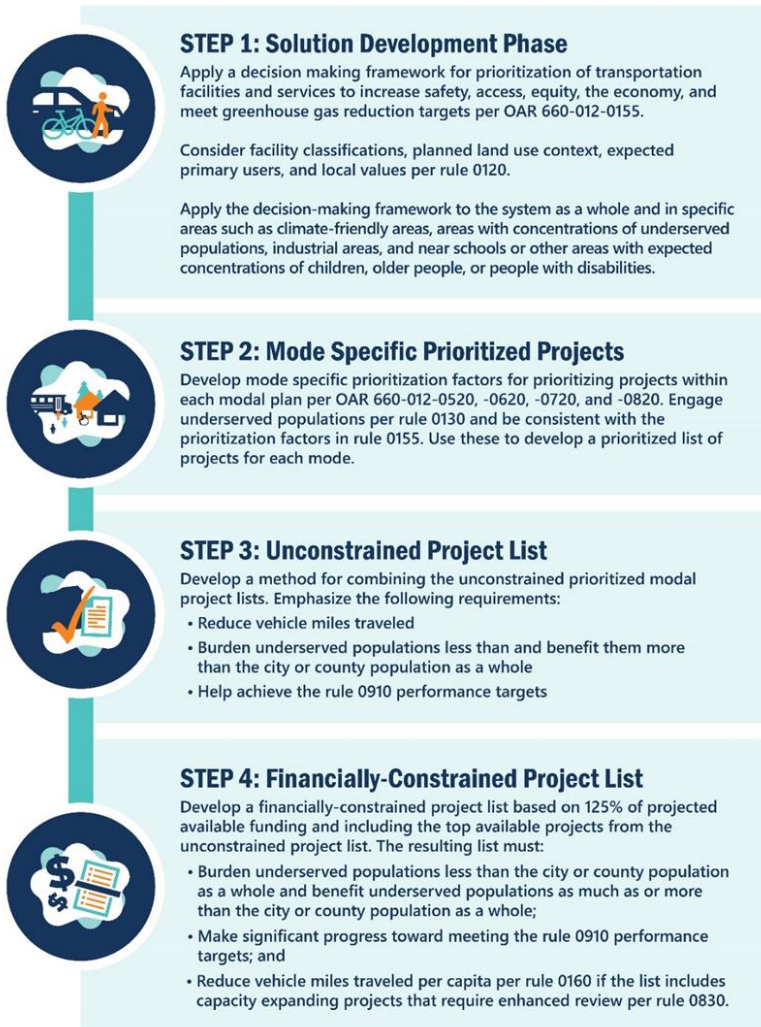 STEP 1: Solution Development Phase
Apply a decision making framework for prioritization of transportation
facilities and services to increase safety, access, equity, the economy, and
meet greenhouse gas reduction targets per OAR 660-012-0155.
Consider facility classifications, planned land use context, expected
primary users, and local values per rule 0120.
Apply the decision-making framework to the system as a whole and in specific
areas such as climate-friendly areas, areas with concentrations of underserved
populations, industrial areas, and near schools or other areas with expected
concentrations of children, older people, or people with disabilities.
STEP 2: Mode Specific Prioritized Projects
Develop mode specific prioritization factors for prioritizing projects within
each modal plan per OAR 660-012-0520, -0620, -0720, and -0820. Engage
underserved populations per rule 0130 and be consistent with the
prioritization factors in rule 0155. Use these to develop a prioritized list of
projects for each mode.
STEP 3: Unconstrained Project List
Develop a method for combining the unconstrained prioritized modal
project lists. Emphasize the following requirements:
• Reduce vehicle miles traveled
• Burden underserved populations less than and benefit them more
than the city or county population as a whole
• Help achieve the rule 0910 performance targets
STEP 4: Financially-Constrained Project List
Develop a financially-constrained project list based on 125% of projected
available funding and including the top available projects from the
unconstrained project list. The resulting list must:
• Burden underserved populations less than the city or county population
as a whole and benefit underserved populations as much as or more
than the city or county population as a whole;
• Make significant progress toward meeting the rule 0910 performance
targets; and
• Reduce vehicle miles traveled per capita per rule 0160 if the list includes
capacity expanding projects that require enhanced review per rule 0830.
$
$